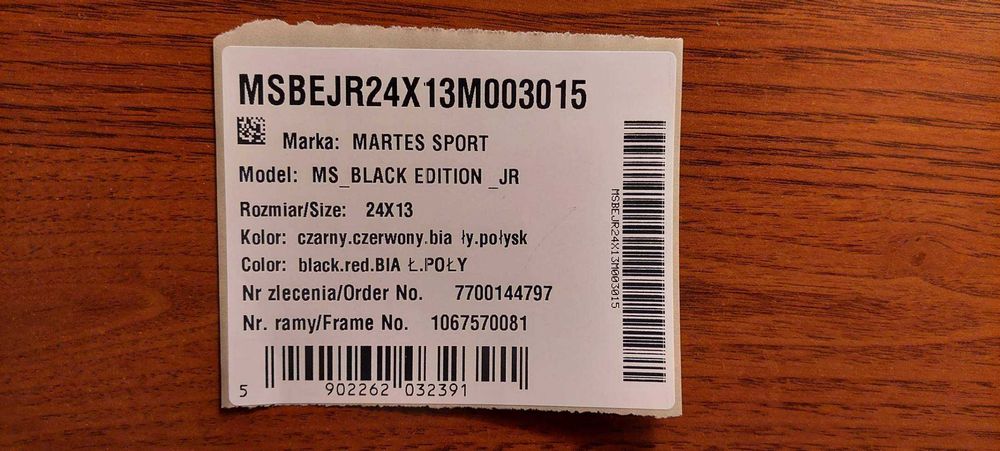 MSBEJR24X13M003015
Marka: MARTES SPORT
Model: MS_BLACK EDITION _JR
Rozmiar/Size: 24X13
Kolor: czarny.czerwony.bia ły.połysk
Color: black.red.BIA Ł.POŁY
Nr zlecenia/Order No. 7700144797
Nr. ramy/Frame No. 1067570081
5 902262 032391
MSBEJR24X13M003015